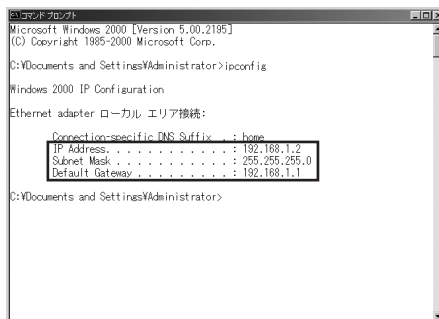 コマンド プロンプト
Microsoft Windows 2000 [Version 5.00.2195]
(C) Copyright 1985-2000 Microsoft Corp.
C:¥Documents and Settings¥Administrator>ipconfig
Windows 2000 IP Configuration
Ethernet adapter ローカル エリア接続:
Connection-specific DNS Suffix . : home
IP Address. . . . . . . . . . . . : 192.168.1.2
Subnet Mask . . . . . . . . . . . : 255.255.255.0
Default Gateway . . . . . . . . . : 192.168.1.1
C:¥Documents and Settings¥Administrator>